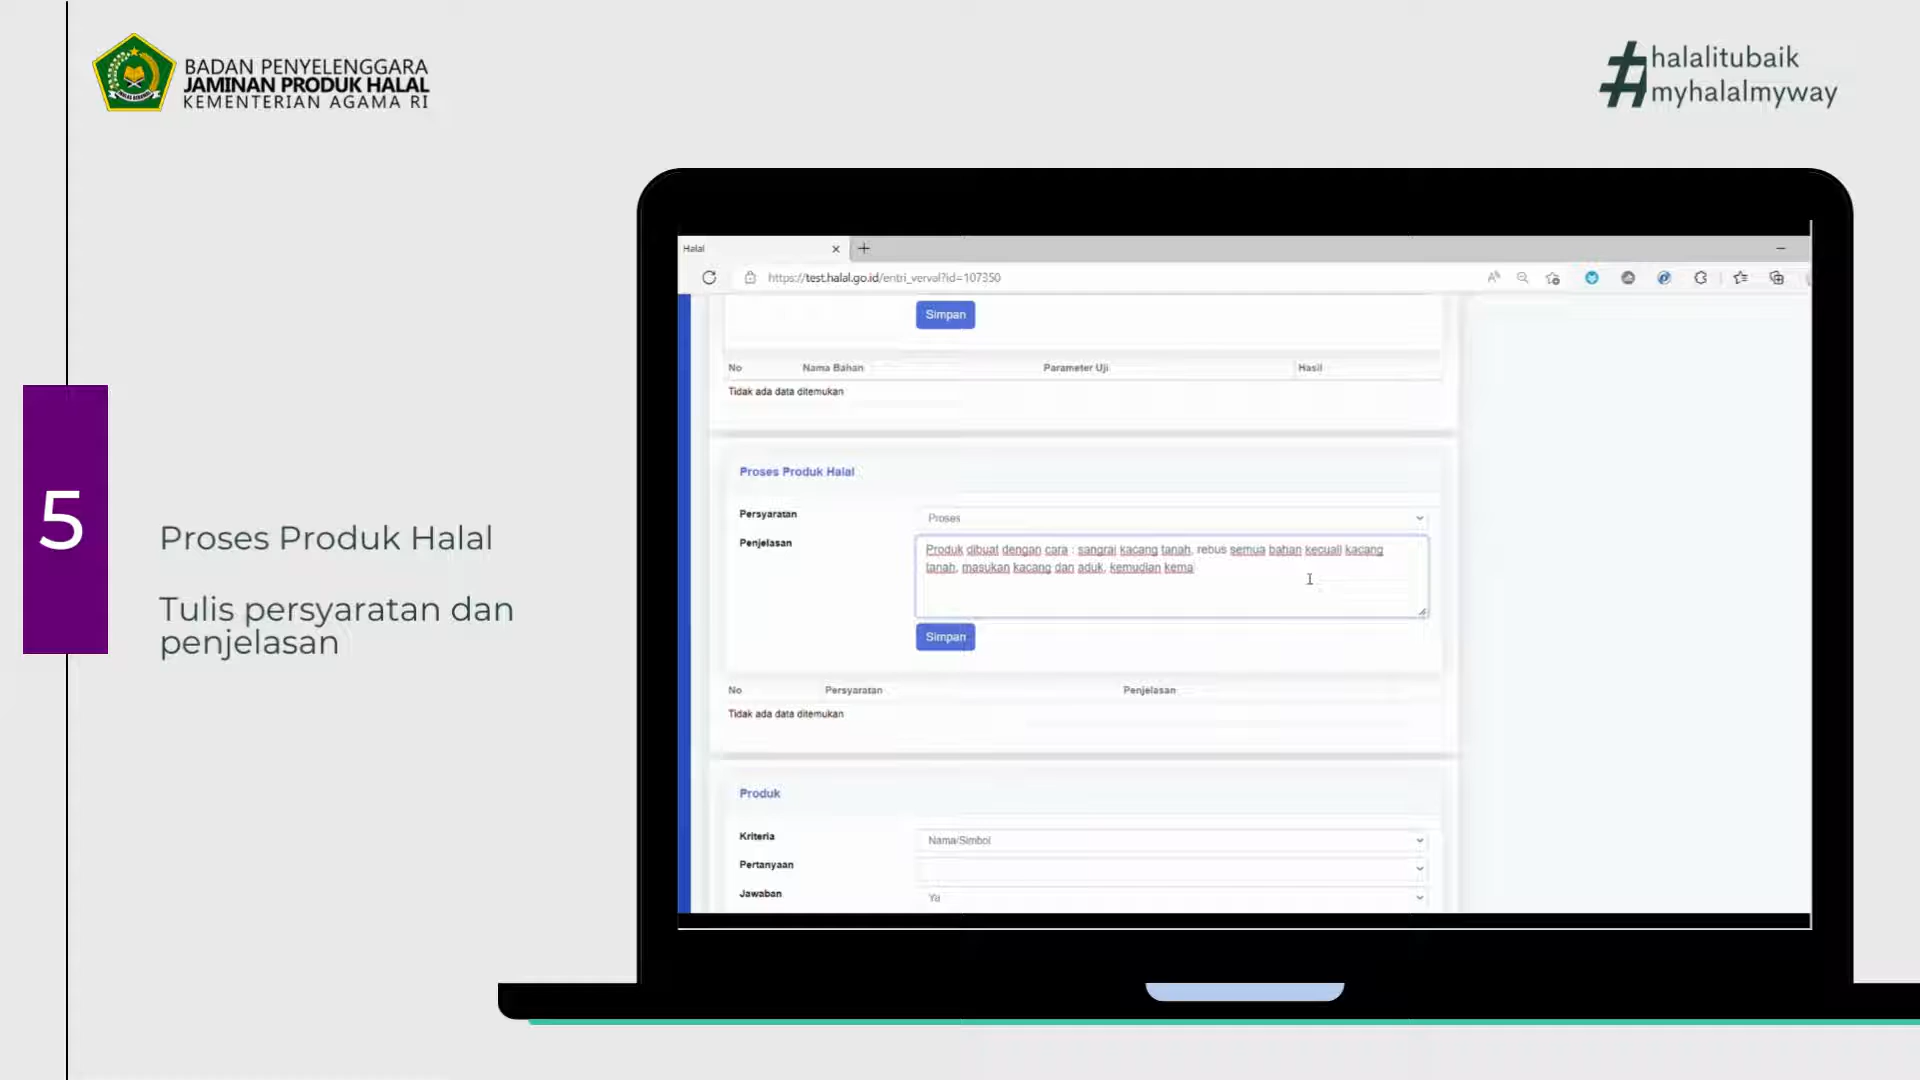 BADAN PENYELENGGARA
JAMINAN PRODUK HALAL
KEMENTERIAN AGAMA RI
#halalitubaik
myhalalmyway
5
Proses Produk Halal
Tulis persyaratan dan
penjelasan
Halal
https://test.halal.go.id/entri_verval?id=107350
Simpan
No Nama Bahan Parameter Uji Hasil
Tidak ada data ditemukan
Proses Produk Halal
Persyaratan Proses
Penjelasan
Produk dibuat dengan cara : sangrai kacang tanah, rebus semua bahan kecuali kacang
tanah, masukan kacang dan aduk, kemudian kema
Simpan
No Persyaratan Penjelasan
Tidak ada data ditemukan
Produk
Kriteria Nama/Simbol
Pertanyaan
Jawaban Ya